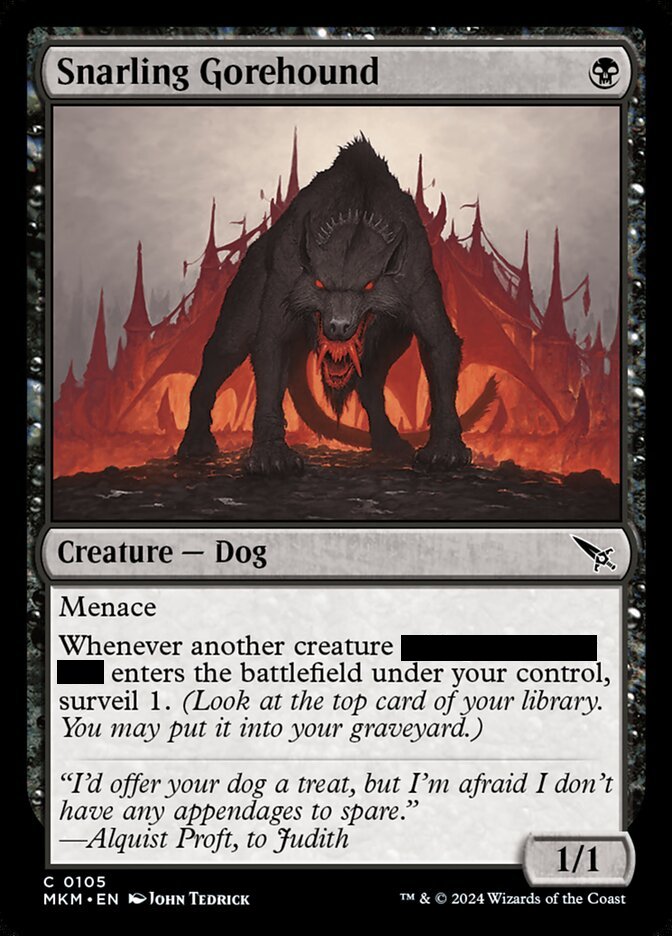 Snarling Gorehound
Creature — Dog
Menace
Whenever another creature
enters the battlefield under your control,
surveil 1. (Look at the top card of your library.
You may put it into your graveyard.)
“I’d offer your dog a treat, but I’m afraid I don’t
have any appendages to spare.”
—Alquist Proft, to Judith
1/1
C 0105
MKM • EN John Tedrick
™ & © 2024 Wizards of the Coast